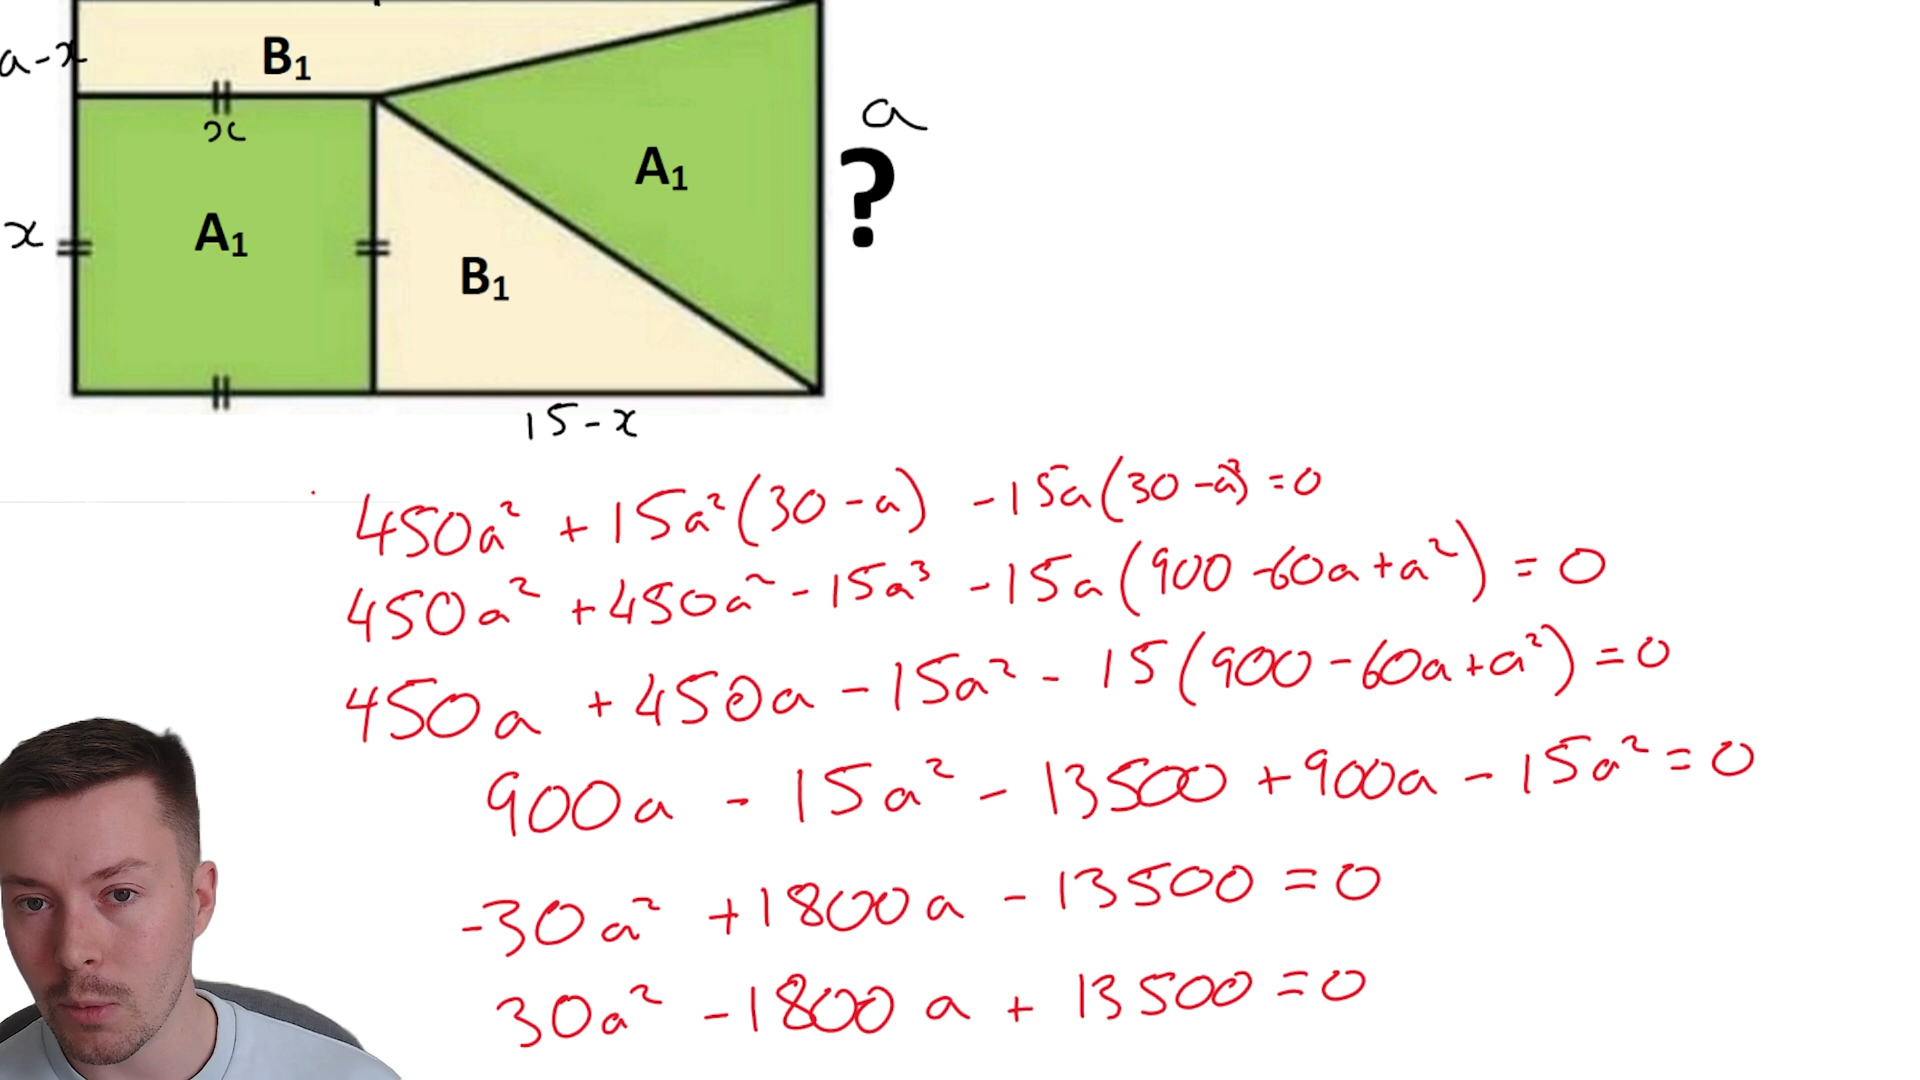 a-x
B₁
x
a
A₁
?
x
A₁
B₁
15-x
450a² + 15a²(30-a) - 15a(30-a)² = 0
450a² + 450a² - 15a³ - 15a(900 - 60a + a²) = 0
450a + 450a - 15a² - 15(900 - 60a + a²) = 0
900a - 15a² - 13500 + 900a - 15a² = 0
-30a² + 1800a - 13500 = 0
30a² - 1800a + 13500 = 0